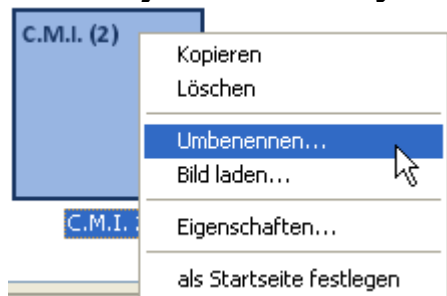 C.M.I. (2)
Kopieren
Löschen
Umbenennen...
Bild laden...
C.M.I.
Eigenschaften...
als Startseite festlegen